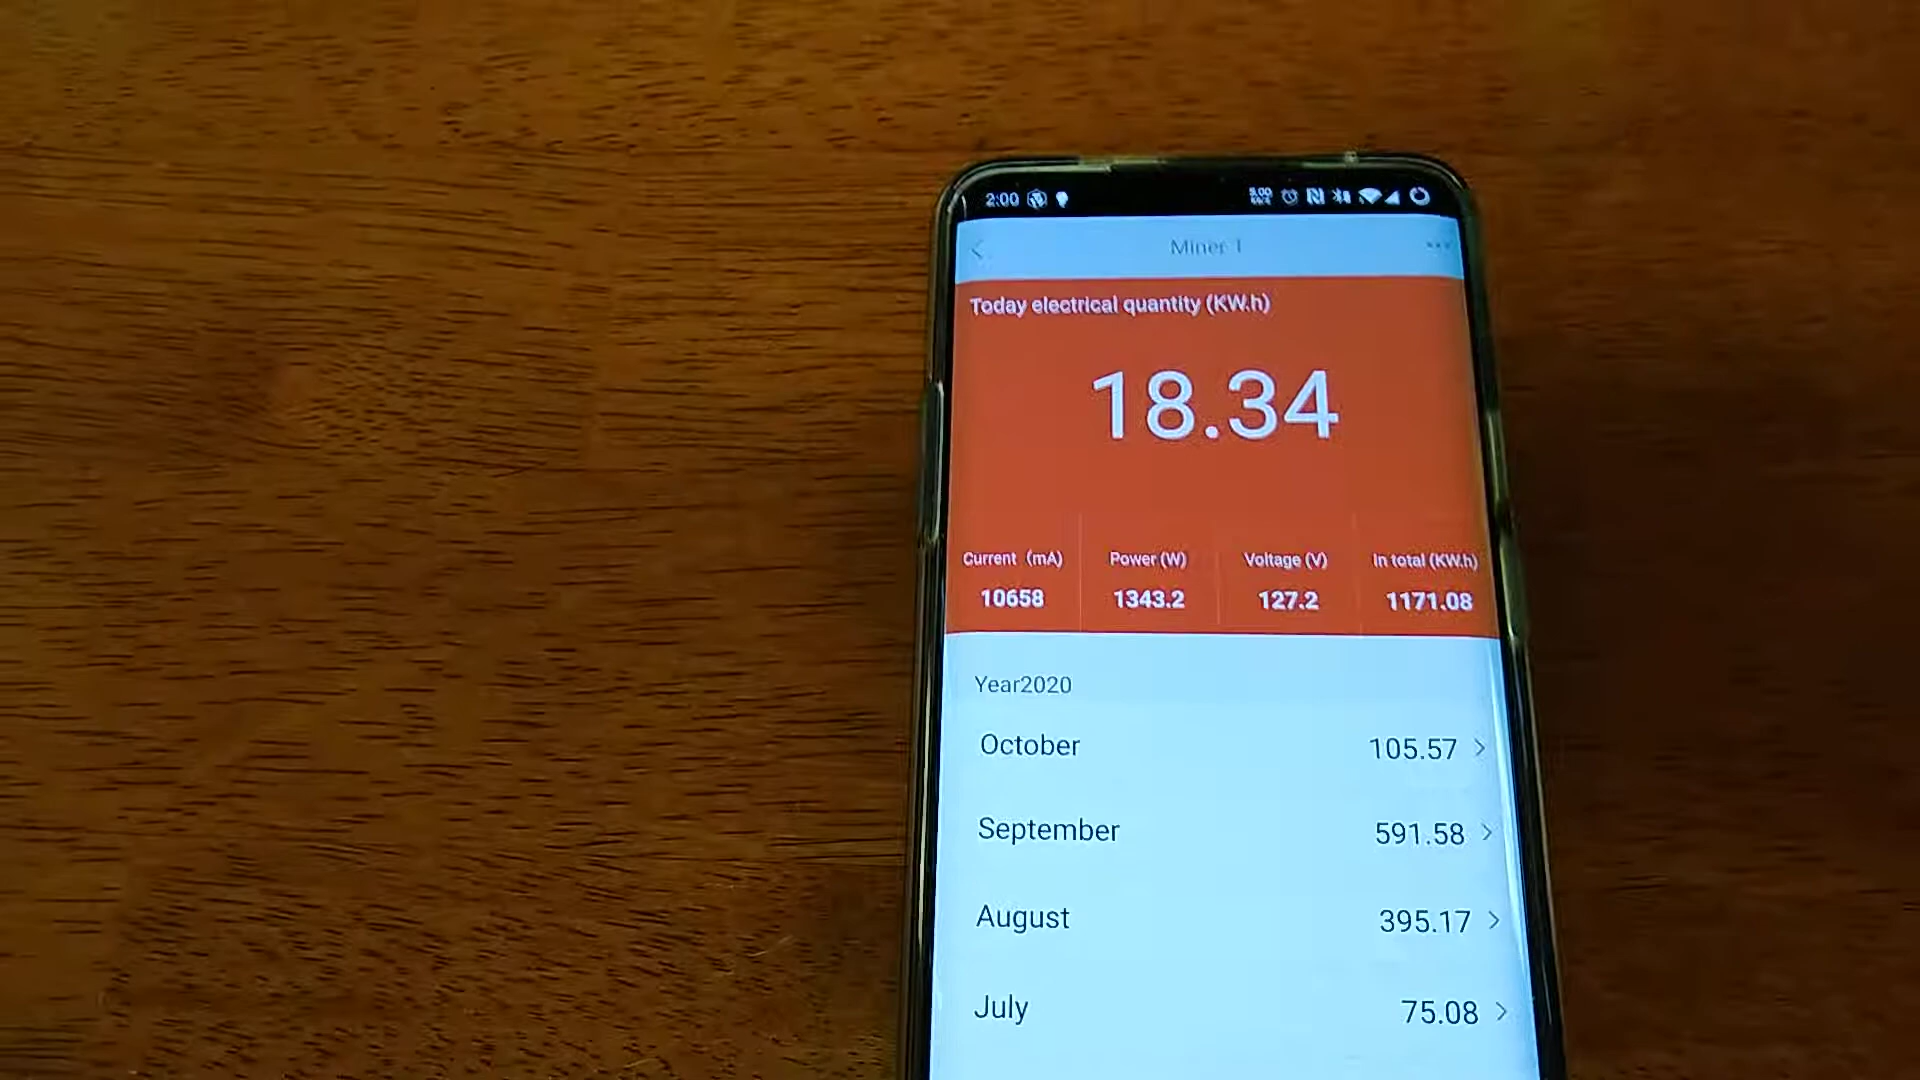 2:00
Miner 1
Today electrical quantity (KW.h)
18.34
Current (mA) Power (W) Voltage (V) In total (KW.h)
10658 1343.2 127.2 1171.08
Year2020
October 105.57
September 591.58
August 395.17
July 75.08